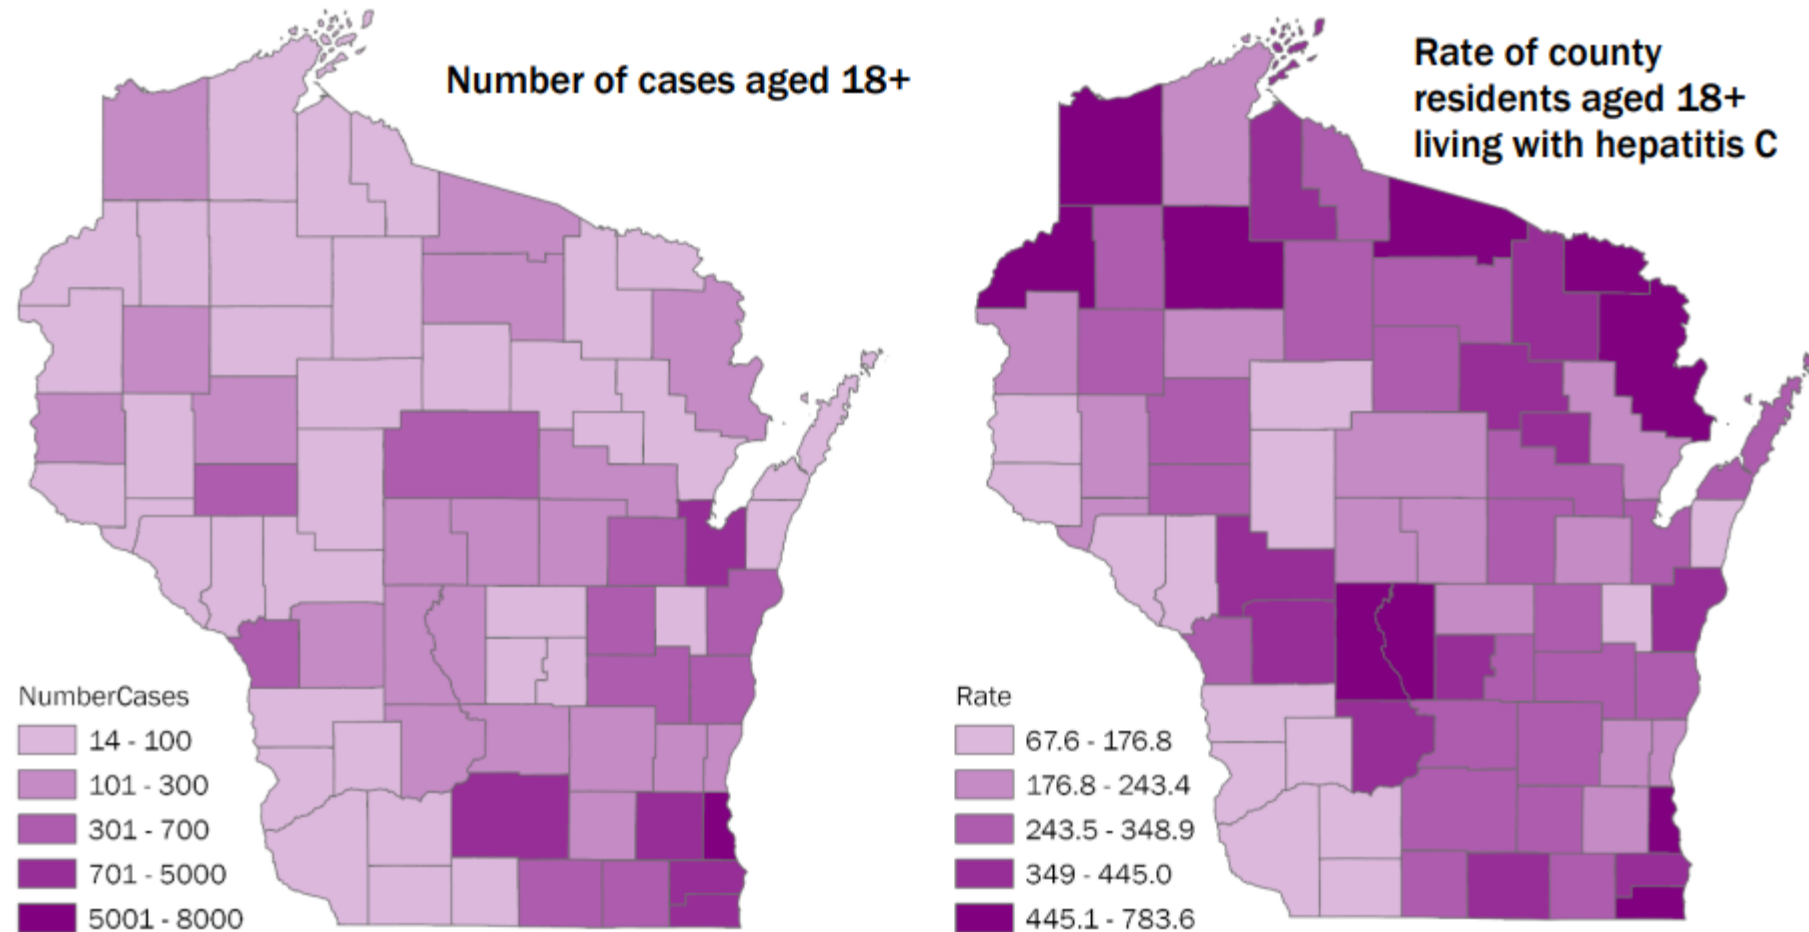 Number of cases aged 18+
NumberCases
14 - 100
101 - 300
301 - 700
701 - 5000
5001 - 8000
Rate of county
residents aged 18+
living with hepatitis C
Rate
67.6 - 176.8
176.8 - 243.4
243.5 - 348.9
349 - 445.0
445.1 - 783.6